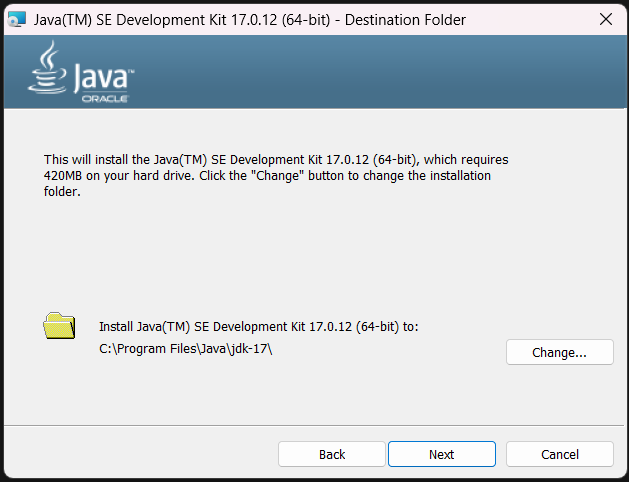 Java(TM) SE Development Kit 17.0.12 (64-bit) - Destination Folder
Java™
ORACLE
This will install the Java(TM) SE Development Kit 17.0.12 (64-bit), which requires
420MB on your hard drive. Click the "Change" button to change the installation
folder.
Install Java(TM) SE Development Kit 17.0.12 (64-bit) to:
C:\Program Files\Java\jdk-17\
Change...
Back Next Cancel